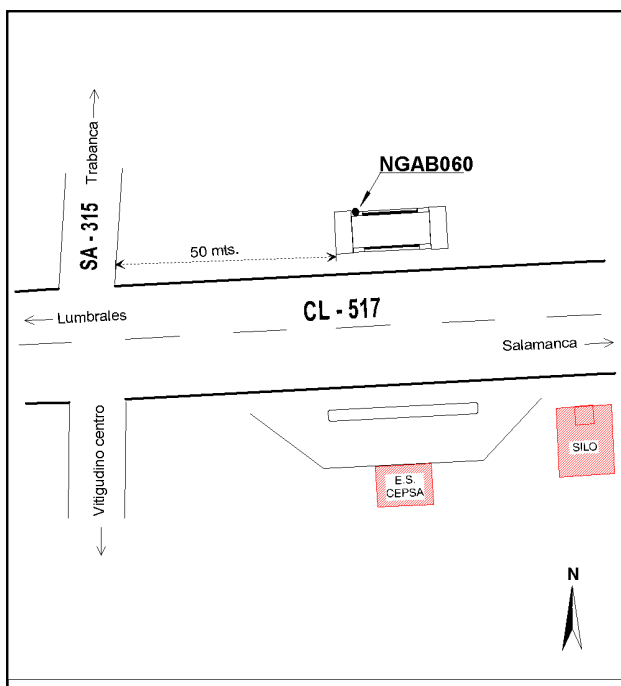 NGAB060
Trabanca
SA - 315
50 mts.
CL - 517
Lumbrales
Salamanca
Vitigudino centro
SILO
E.S.
CEPSA
N